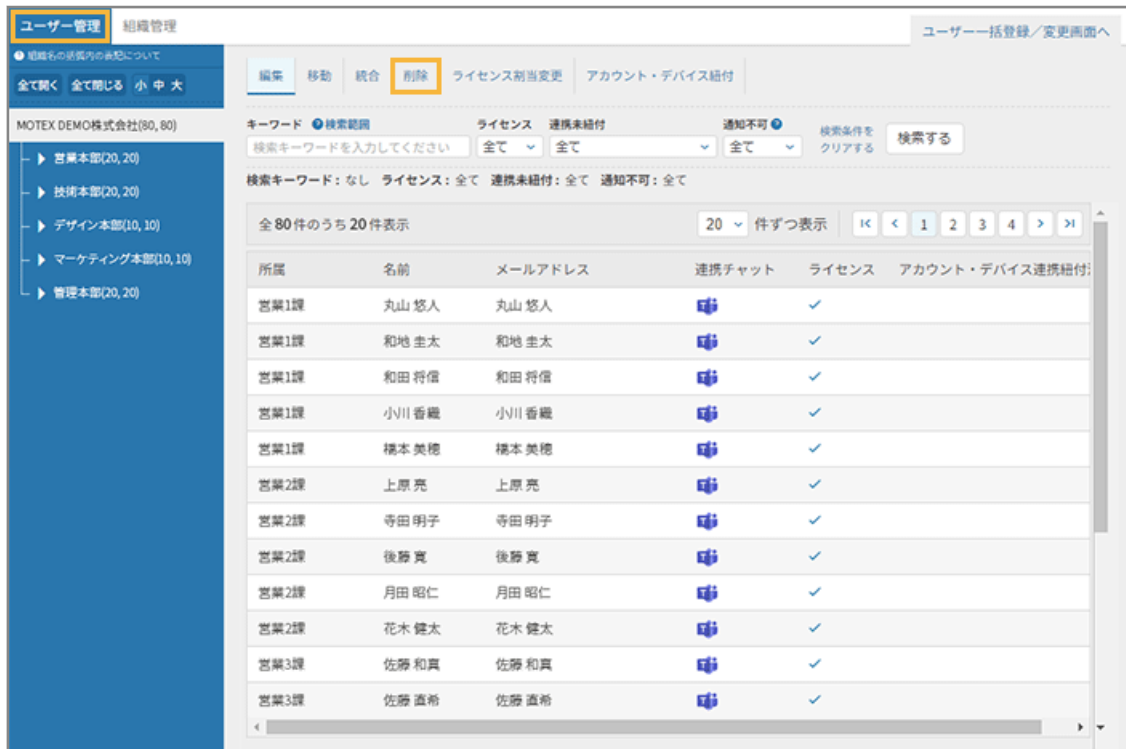 ユーザー管理 組織管理
ユーザー一括登録／変更画面へ
組織名の括弧内の表記について
全て開く 全て閉じる 小 中 大
編集 移動 統合 削除 ライセンス割当変更 アカウント・デバイス紐付
MOTEX DEMO株式会社(80, 80)
営業本部(20, 20)
技術本部(20, 20)
デザイン本部(10, 10)
マーケティング本部(10, 10)
管理本部(20, 20)
キーワード 検索範囲 ライセンス 連携未紐付 通知不可
検索キーワードを入力してください 全て 全て 全て 検索条件をクリアする 検索する
検索キーワード：なし ライセンス：全て 連携未紐付：全て 通知不可：全て
全80件のうち20件表示 20 件ずつ表示 1 2 3 4
所属 名前 メールアドレス 連携チャット ライセンス アカウント・デバイス連携紐付
営業1課 丸山 悠人 丸山 悠人
営業1課 和地 圭太 和地 圭太
営業1課 和田 将信 和田 将信
営業1課 小川 香織 小川 香織
営業1課 橋本 美穂 橋本 美穂
営業2課 上原 亮 上原 亮
営業2課 寺田 明子 寺田 明子
営業2課 後藤 寛 後藤 寛
営業2課 月田 昭仁 月田 昭仁
営業2課 花木 健太 花木 健太
営業3課 佐藤 和真 佐藤 和真
営業3課 佐藤 直希 佐藤 直希